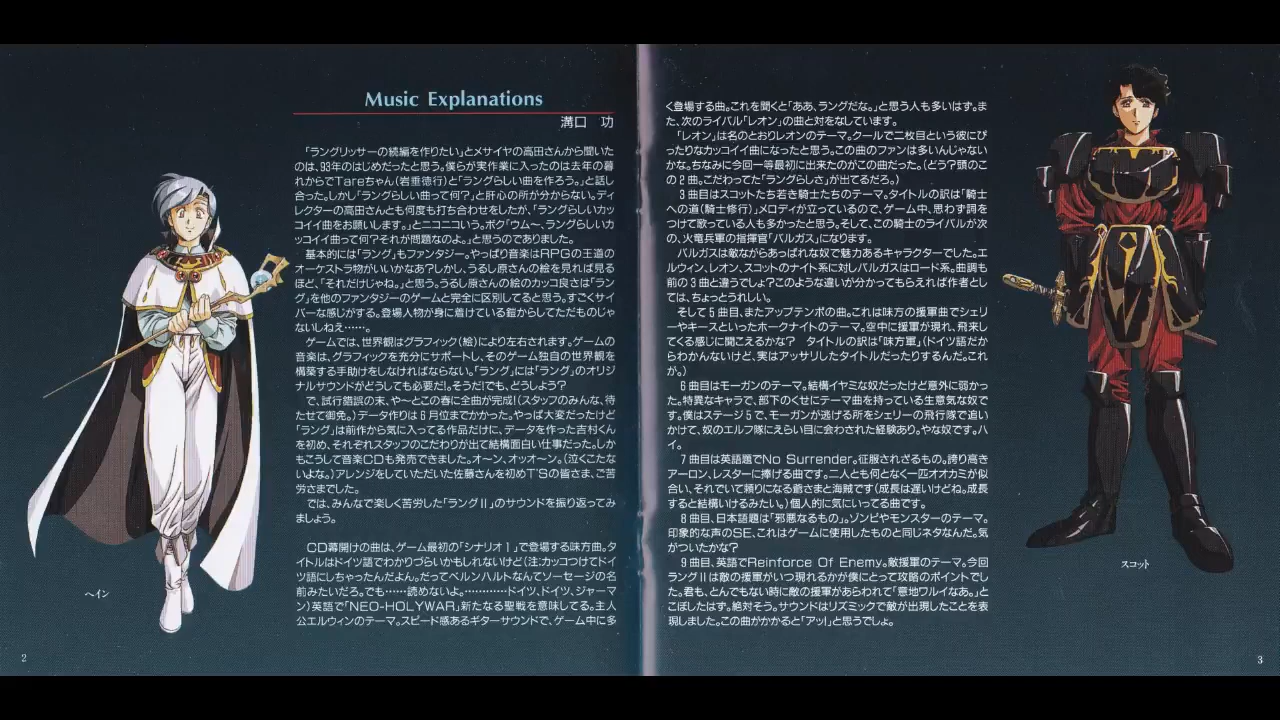 Music Explanations
溝口　功
「ラングリッサーの続編を作りたい」とメサイヤの高田さんから聞いた
のは、93年のはじめだったと思う。僕らが実作業に入ったのは去年の暮
れからでTareちゃん(岩垂徳行)と「ラングらしい曲を作ろう。」と話し
合った。しかし「ラングらしい曲って何?」と肝心の所が分からない。ディ
レクターの高田さんとも何度も打ち合わせをしたが、「ラングらしいカッ
コイイ曲をお願いします。」とニコニコいう。ボク「ウム〜、ラングらしいカ
ッコイイ曲って何?それが問題なのよ。」と思うのでありました。
基本的には「ラング」もファンタジー。やっぱり音楽はRPGの王道の
オーケストラ物がいいかなあ?しかし、うるし原さんの絵を見れば見る
ほど、「それだけじゃね。」と思う。うるし原さんの絵のカッコ良さは「ラン
グ」を他のファンタジーのゲームと完全に区別してると思う。すごくサイ
バーな感じがする。登場人物が身に着けている鎧からしてただものじゃ
ないしねえ……。
ゲームでは、世界観はグラフィック(絵)により左右されます。ゲームの
音楽は、グラフィックを充分にサポートし、そのゲーム独自の世界観を
構築する手助けをしなければならない。「ラング」には「ラング」のオリジ
ナルサウンドがどうしても必要だ!。そうだ!でも、どうしよう?
で、試行錯誤の末、や〜とこの春に全曲が完成!(スタッフのみんな、待
たせて御免。)データ作りは6月位までかかった。やっぱ大変だったけど
「ラング」は前作から気に入ってる作品だけに、データを作った吉村くん
を初め、それぞれスタッフのこだわりが出て結構面白い仕事だった。しか
もこうして音楽CDも発売できました。オ〜ン、オッオ〜ン。(泣くこたな
いよな。)アレンジをしていただいた佐藤さんを初めT'Sの皆さま、ご苦
労さまでした。
では、みんなで楽しく苦労した「ラングⅡ」のサウンドを振り返ってみ
ましょう。
CD幕開けの曲は、ゲーム最初の「シナリオ1」で登場する味方曲。タ
イトルはドイツ語でわかりづらいかもしれないけど(注:カッコつけてドイ
ツ語にしちゃったんだよん。だってベルンハルトなんてソーセージの名
前みたいだろ。でも……読めないよ。…………ドイツ、ドイツ、ジャーマ
ン)英語で「NEO-HOLYWAR」新たなる聖戦を意味してる。主人
公エルウィンのテーマ。スピード感あるギターサウンドで、ゲーム中に多
ヘイン
2
く登場する曲。これを聞くと「ああ、ラングだな。」と思う人も多いはず。ま
た、次のライバル「レオン」の曲と対をなしています。
「レオン」は名のとおりレオンのテーマ。クールで二枚目という彼にぴ
ったりなカッコイイ曲になったと思う。この曲のファンは多いんじゃない
かな。ちなみに今回一等最初に出来たのがこの曲だった。(どう?頭のこ
の2曲。こだわってた「ラングらしさ」が出てるだろ。)
3曲目はスコットたち若き騎士たちのテーマ。タイトルの訳は「騎士
への道(騎士修行)」メロディが立っているので、ゲーム中、思わず詞を
つけて歌っている人も多かったと思う。そして、この騎士のライバルが次
の、火竜兵軍の指揮官「バルガス」になります。
バルガスは敵ながらあっぱれな奴で魅力あるキャラクターでした。エ
ルウィン、レオン、スコットのナイト系に対しバルガスはロード系。曲調も
前の3曲と違うでしょ?このような違いが分かってもらえれば作者とし
ては、ちょっとうれしい。
そして5曲目、またアップテンポの曲。これは味方の援軍曲でシェリ
ーやキースといったホークナイトのテーマ。空中に援軍が現れ、飛来し
てくる感じに聞こえるかな?　タイトルの訳は「味方軍」(ドイツ語だか
らわかんないけど、実はアッサリしたタイトルだったりするんだ。これ
が。)
6曲目はモーガンのテーマ。結構イヤミな奴だったけど意外に弱かっ
た。特異なキャラで、部下のくせにテーマ曲を持っている生意気な奴で
す。僕はステージ5で、モーガンが逃げる所をシェリーの飛行隊で追い
かけて、奴のエルフ隊にえらい目に会わされた経験あり。やな奴です。ハ
イ。
7曲目は英語題でNo Surrender。征服されざるもの。誇り高き
アーロン、レスターに捧げる曲です。二人とも何となく一匹オオカミが似
合い、それでいて頼りになる爺さまと海賊です(成長は遅いけどね。成長
すると結構いけるみたい。)個人的に気にいってる曲です。
8曲目、日本語題は「邪悪なるもの」。ゾンビやモンスターのテーマ。
印象的な声のSE、これはゲームに使用したものと同じネタなんだ。気
がついたかな?
9曲目、英語でReinforce Of Enemy。敵援軍のテーマ。今回
ラングⅡは敵の援軍がいつ現れるかが僕にとって攻略のポイントでし
た。君も、とんでもない時に敵の援軍があらわれて「意地ワルイなあ。」と
こぼしたはず。絶対そう。サウンドはリズミックで敵が出現したことを表
現しました。この曲がかかると「アッ!」と思うでしょ。
スコット
3